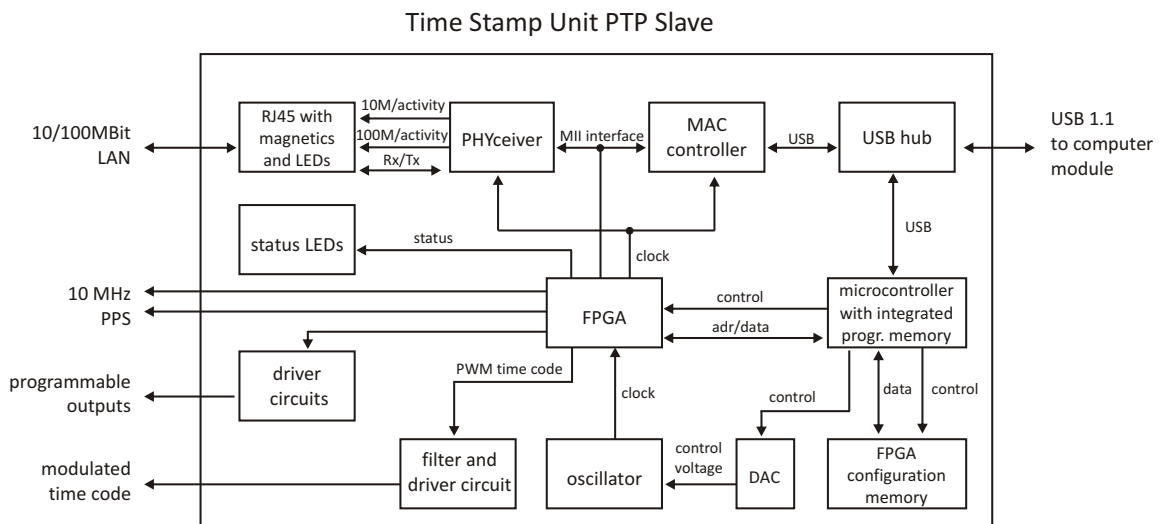 Time Stamp Unit PTP Slave
10/100MBit
LAN
RJ45 with
magnetics
and LEDs
10M/activity
100M/activity
Rx/Tx
PHYceiver
MII interface
MAC
controller
USB
USB hub
USB 1.1
to computer
module
status LEDs
status
clock
USB
10 MHz
PPS
FPGA
control
adr/data
microcontroller
with integrated
progr. memory
programmable
outputs
driver
circuits
PWM time code
clock
control
data
control
modulated
time code
filter and
driver circuit
oscillator
control
voltage
DAC
FPGA
configuration
memory